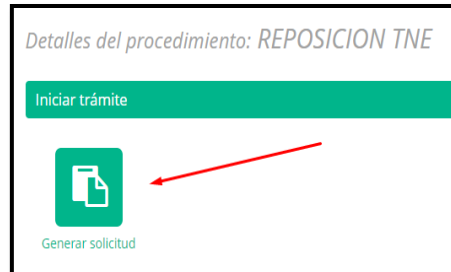 Detalles del procedimiento: REPOSICION TNE
Iniciar trámite
Generar solicitud